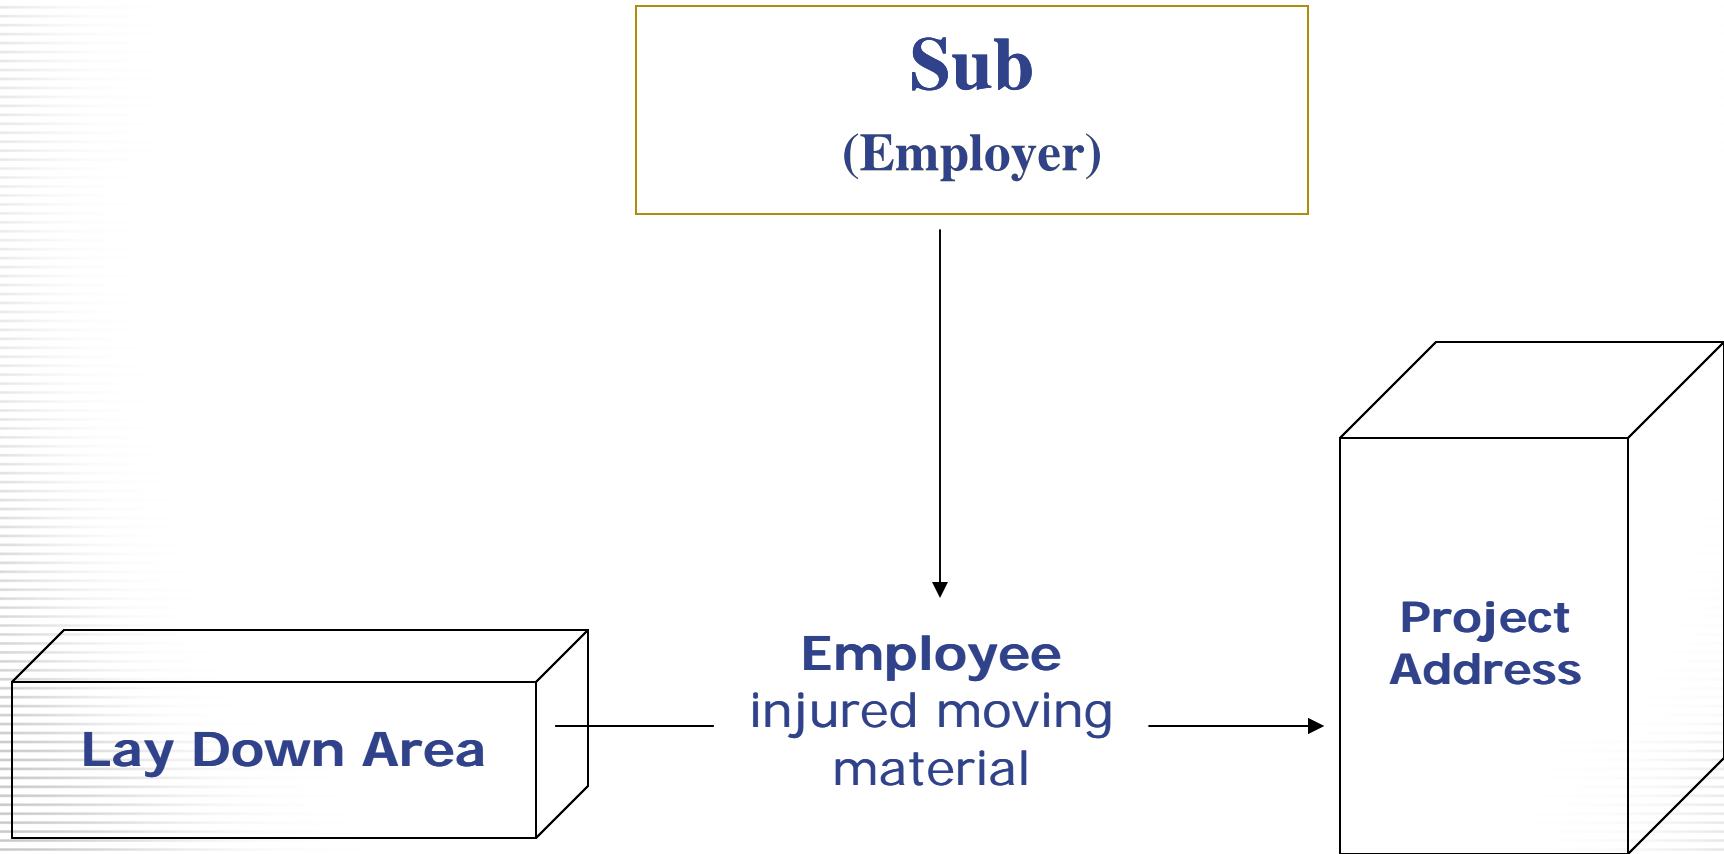 Sub
(Employer)
Employee
injured moving
material
Lay Down Area
Project
Address